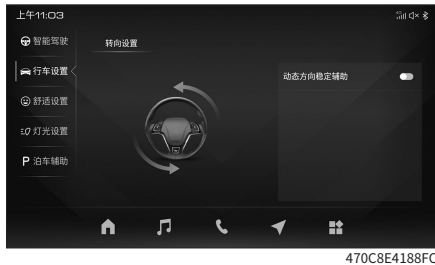 上午11:03
智能驾驶
转向设置
行车设置
动态方向稳定辅助
舒适设置
灯光设置
P 泊车辅助
470C8E4188FC